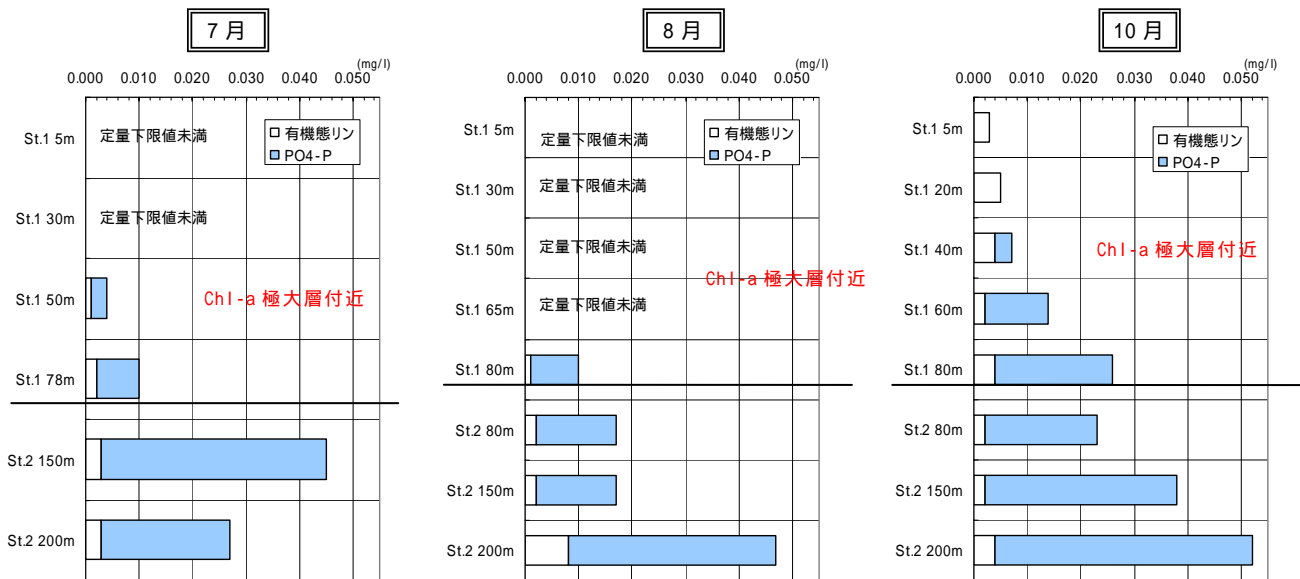 7 月
(mg/l)
0.000 0.010 0.020 0.030 0.040 0.050
有機態リン
PO4-P
St.1 5m 定量下限値未満
St.1 30m 定量下限値未満
St.1 50m Chl-a 極大層付近
St.1 78m
St.2 150m
St.2 200m
8 月
(mg/l)
0.000 0.010 0.020 0.030 0.040 0.050
有機態リン
PO4-P
St.1 5m 定量下限値未満
St.1 30m 定量下限値未満
St.1 50m 定量下限値未満
Chl-a 極大層付近
St.1 65m 定量下限値未満
St.1 80m
St.2 80m
St.2 150m
St.2 200m
10 月
(mg/l)
0.000 0.010 0.020 0.030 0.040 0.050
St.1 5m
有機態リン
PO4-P
St.1 20m
St.1 40m Chl-a 極大層付近
St.1 60m
St.1 80m
St.2 80m
St.2 150m
St.2 200m